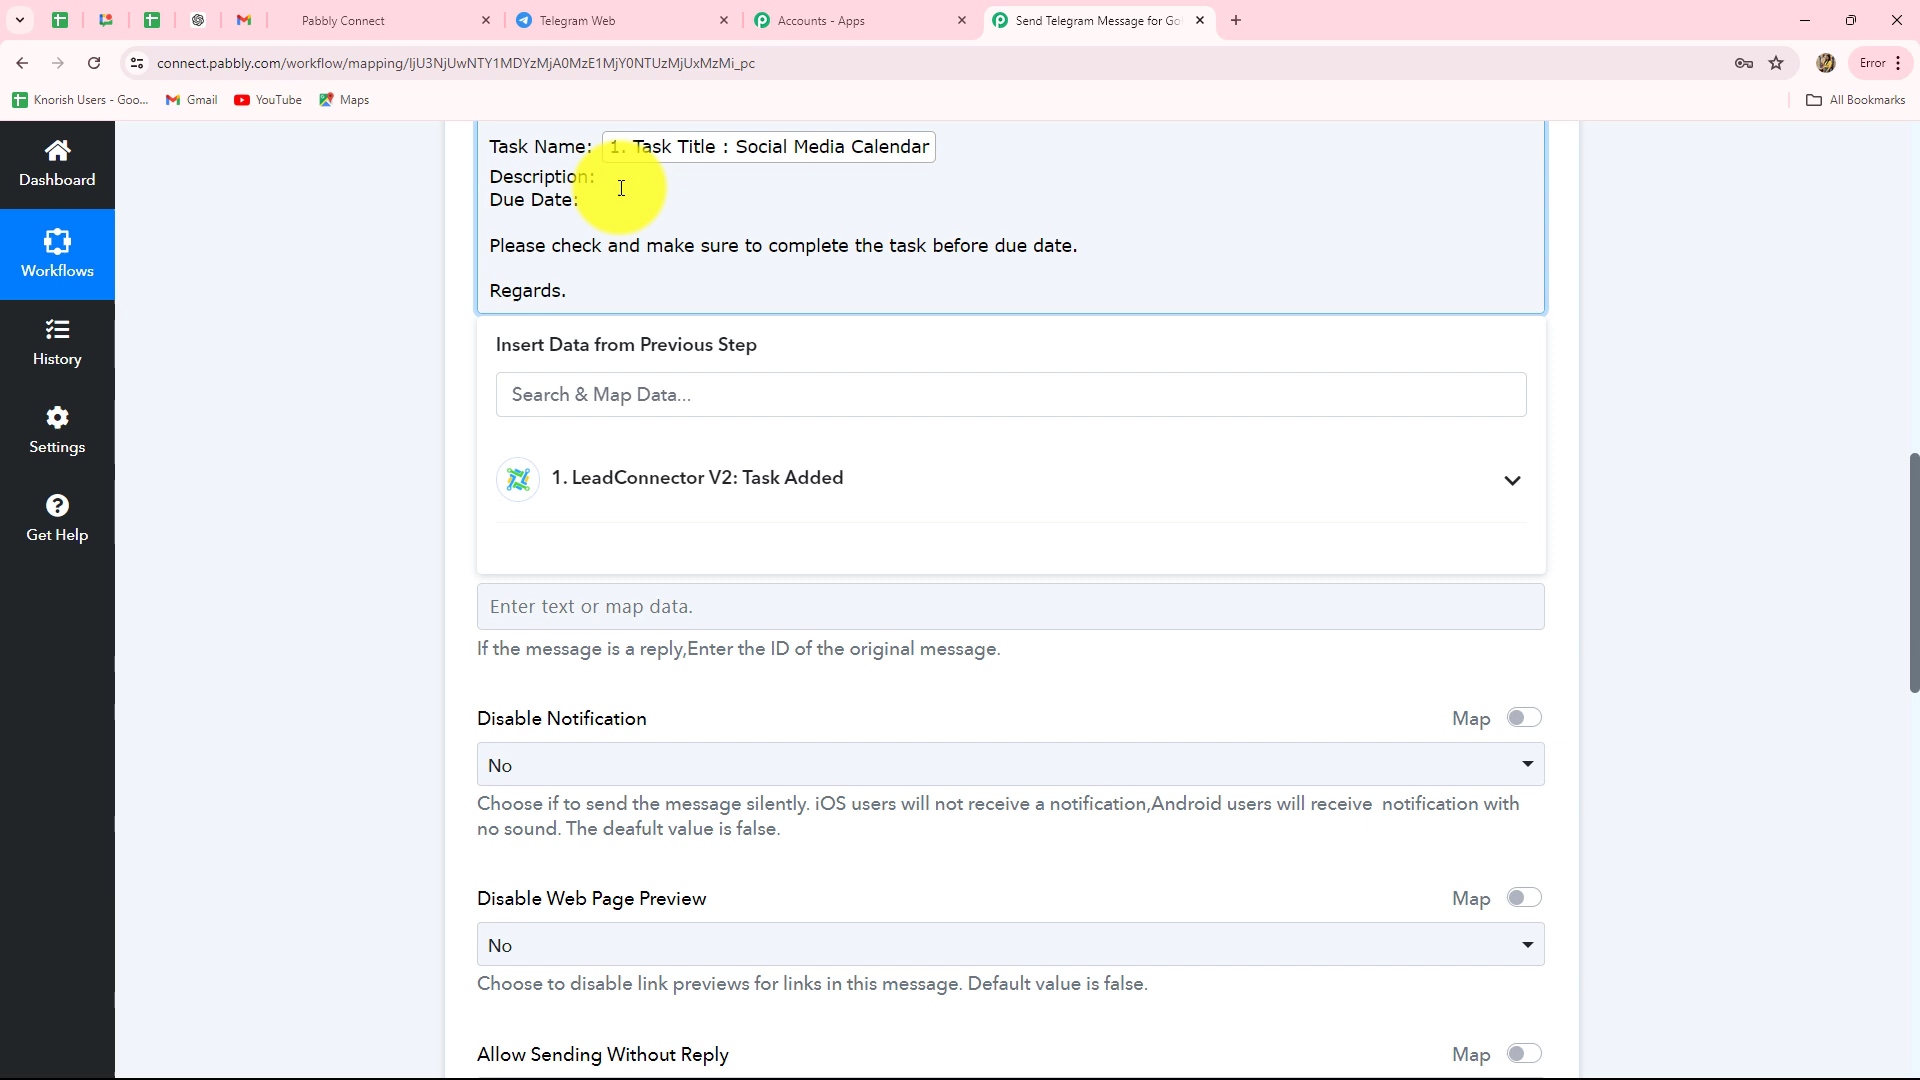 Pabbly Connect
Telegram Web
Accounts - Apps
Send Telegram Message for Go
connect.pabbly.com/workflow/mapping/IjU3NjUwNTY1MDYzMjA0MzE1MjY0NTUzMjUxMzMi_pc
Error
Knorish Users - Goo...
Gmail
YouTube
Maps
All Bookmarks
Dashboard
Workflows
History
Settings
Get Help
Task Name: 1. Task Title : Social Media Calendar
Description:
Due Date:
Please check and make sure to complete the task before due date.
Regards.
Insert Data from Previous Step
Search & Map Data...
1. LeadConnector V2: Task Added
Enter text or map data.
If the message is a reply,Enter the ID of the original message.
Disable Notification
Map
No
Choose if to send the message silently. iOS users will not receive a notification,Android users will receive notification with
no sound. The deafult value is false.
Disable Web Page Preview
Map
No
Choose to disable link previews for links in this message. Default value is false.
Allow Sending Without Reply
Map